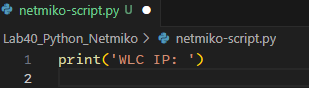 netmiko-script.py U
Lab40_Python_Netmiko > netmiko-script.py
1 print('WLC IP: ')
2